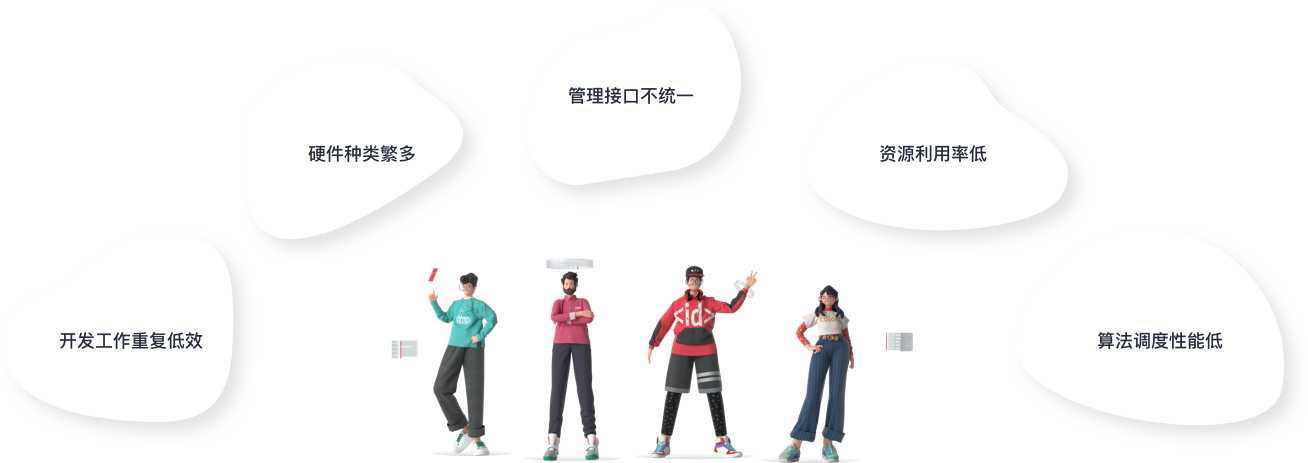 管理接口不统一
硬件种类繁多
资源利用率低
开发工作重复低效
算法调度性能低
<id>